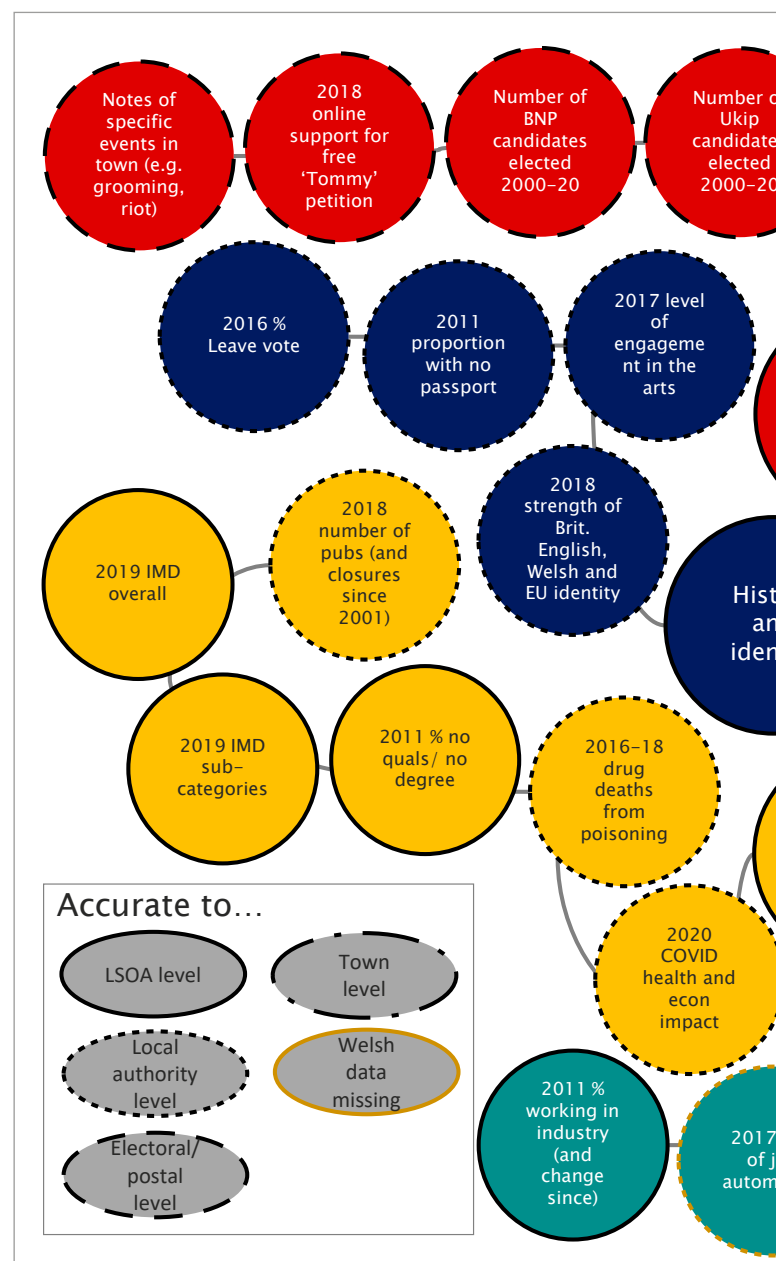 Notes of
specific
events in
town (e.g.
grooming,
riot)
2018
online
support for
free
‘Tommy’
petition
Number of
BNP
candidates
elected
2000–20
Number o
Ukip
candidate
elected
2000–20
2016 %
Leave vote
2011
proportion
with no
passport
2017 level
of
engageme
nt in the
arts
2018
strength of
Brit.
English,
Welsh and
EU identity
Hist
an
iden
2019 IMD
overall
2018
number of
pubs (and
closures
since
2001)
2019 IMD
sub–
categories
2011 % no
quals/ no
degree
2016–18
drug
deaths
from
poisoning
2020
COVID
health and
econ
impact
2011 %
working in
industry
(and
change
since)
2017
of j
autom
Accurate to...
LSOA level
Town
level
Local
authority
level
Welsh
data
missing
Electoral/
postal
level